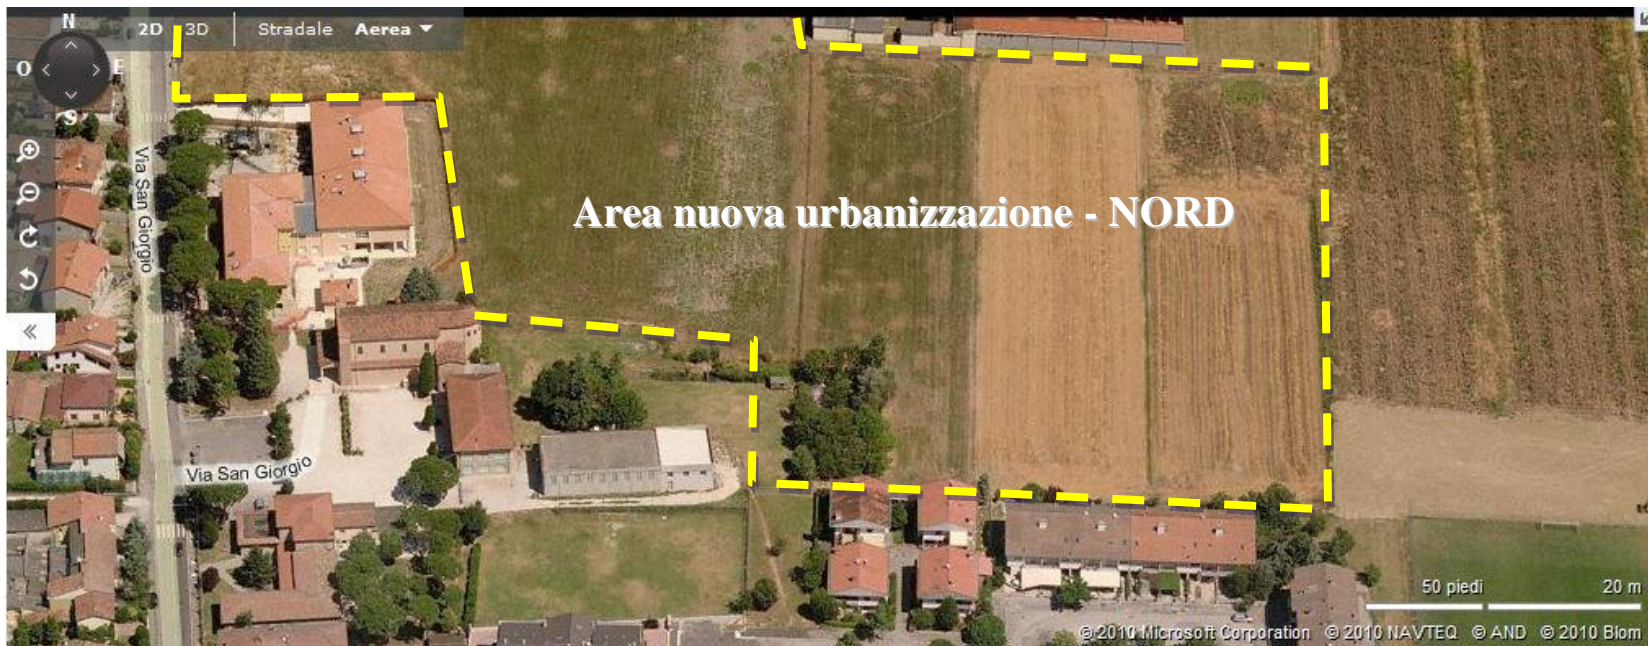 N
2D 3D Stradale Aerea
O E
S
Via San Giorgio
Area nuova urbanizzazione - NORD
Via San Giorgio
50 piedi 20 m
© 2010 Microsoft Corporation © 2010 NAVTEQ © AND © 2010 Blom